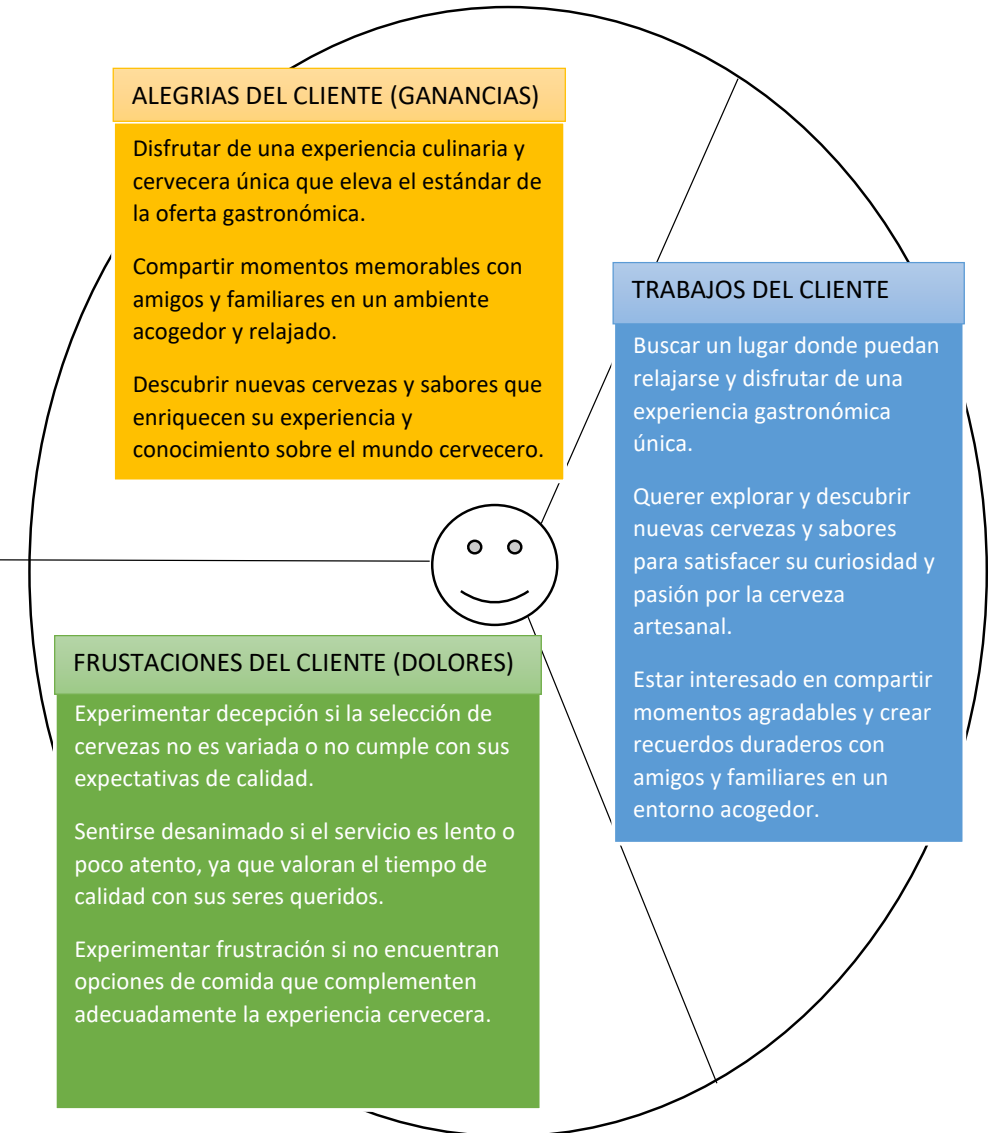 ALEGRIAS DEL CLIENTE (GANANCIAS)
Disfrutar de una experiencia culinaria y
cervecera única que eleva el estándar de
la oferta gastronómica.
Compartir momentos memorables con
amigos y familiares en un ambiente
acogedor y relajado.
Descubrir nuevas cervezas y sabores que
enriquecen su experiencia y
conocimiento sobre el mundo cervecero.
TRABAJOS DEL CLIENTE
Buscar un lugar donde puedan
relajarse y disfrutar de una
experiencia gastronómica
única.
Querer explorar y descubrir
nuevas cervezas y sabores
para satisfacer su curiosidad y
pasión por la cerveza
artesanal.
Estar interesado en compartir
momentos agradables y crear
recuerdos duraderos con
amigos y familiares en un
entorno acogedor.
FRUSTACIONES DEL CLIENTE (DOLORES)
Experimentar decepción si la selección de
cervezas no es variada o no cumple con sus
expectativas de calidad.
Sentirse desanimado si el servicio es lento o
poco atento, ya que valoran el tiempo de
calidad con sus seres queridos.
Experimentar frustración si no encuentran
opciones de comida que complementen
adecuadamente la experiencia cervecera.